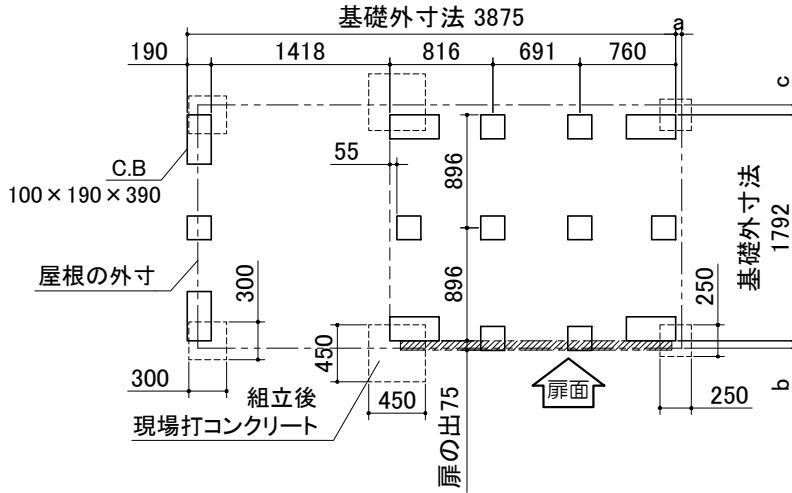 基礎外寸法 3875
a
190
1418
816
691
760
c
C.B
100×190×390
55
896
基礎外寸法
1792
屋根の外寸
300
896
250
450
300
組立後
現場打コンクリート
450
扉の出75
扉面
250
b